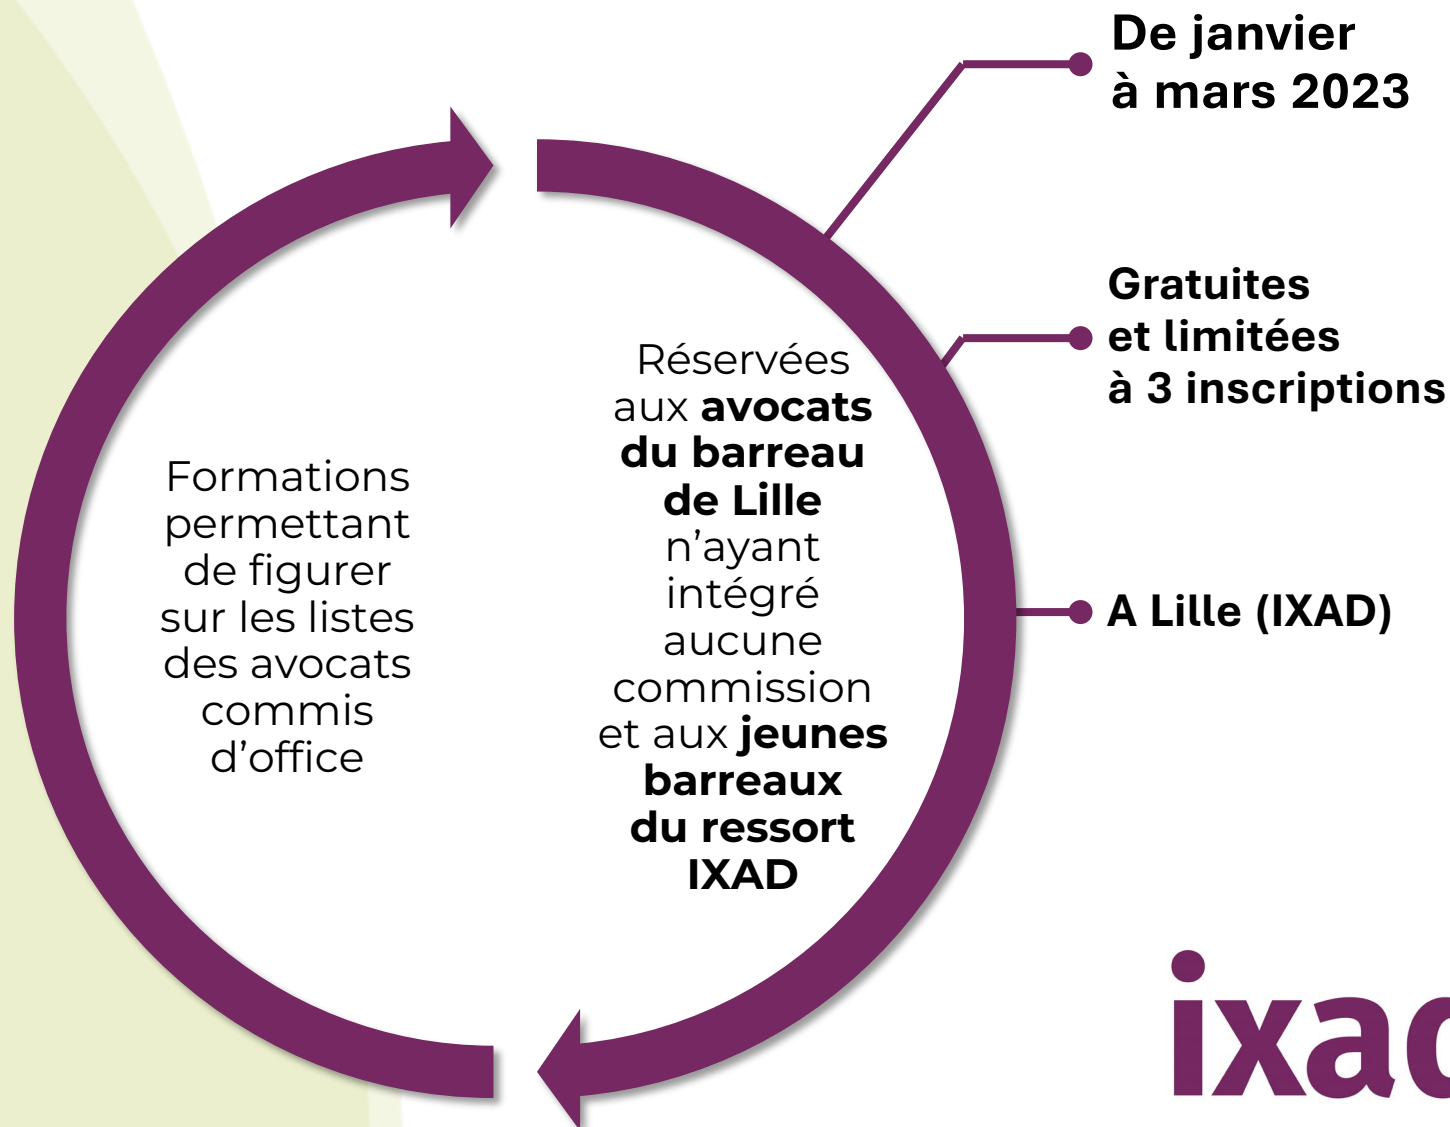 Formations
permettant
de figurer
sur les listes
des avocats
commis
d’office
Réservées
aux avocats
du barreau
de Lille
n’ayant
intégré
aucune
commission
et aux jeunes
barreaux
du ressort
IXAD
De janvier
à mars 2023
Gratuites
et limitées
à 3 inscriptions
A Lille (IXAD)